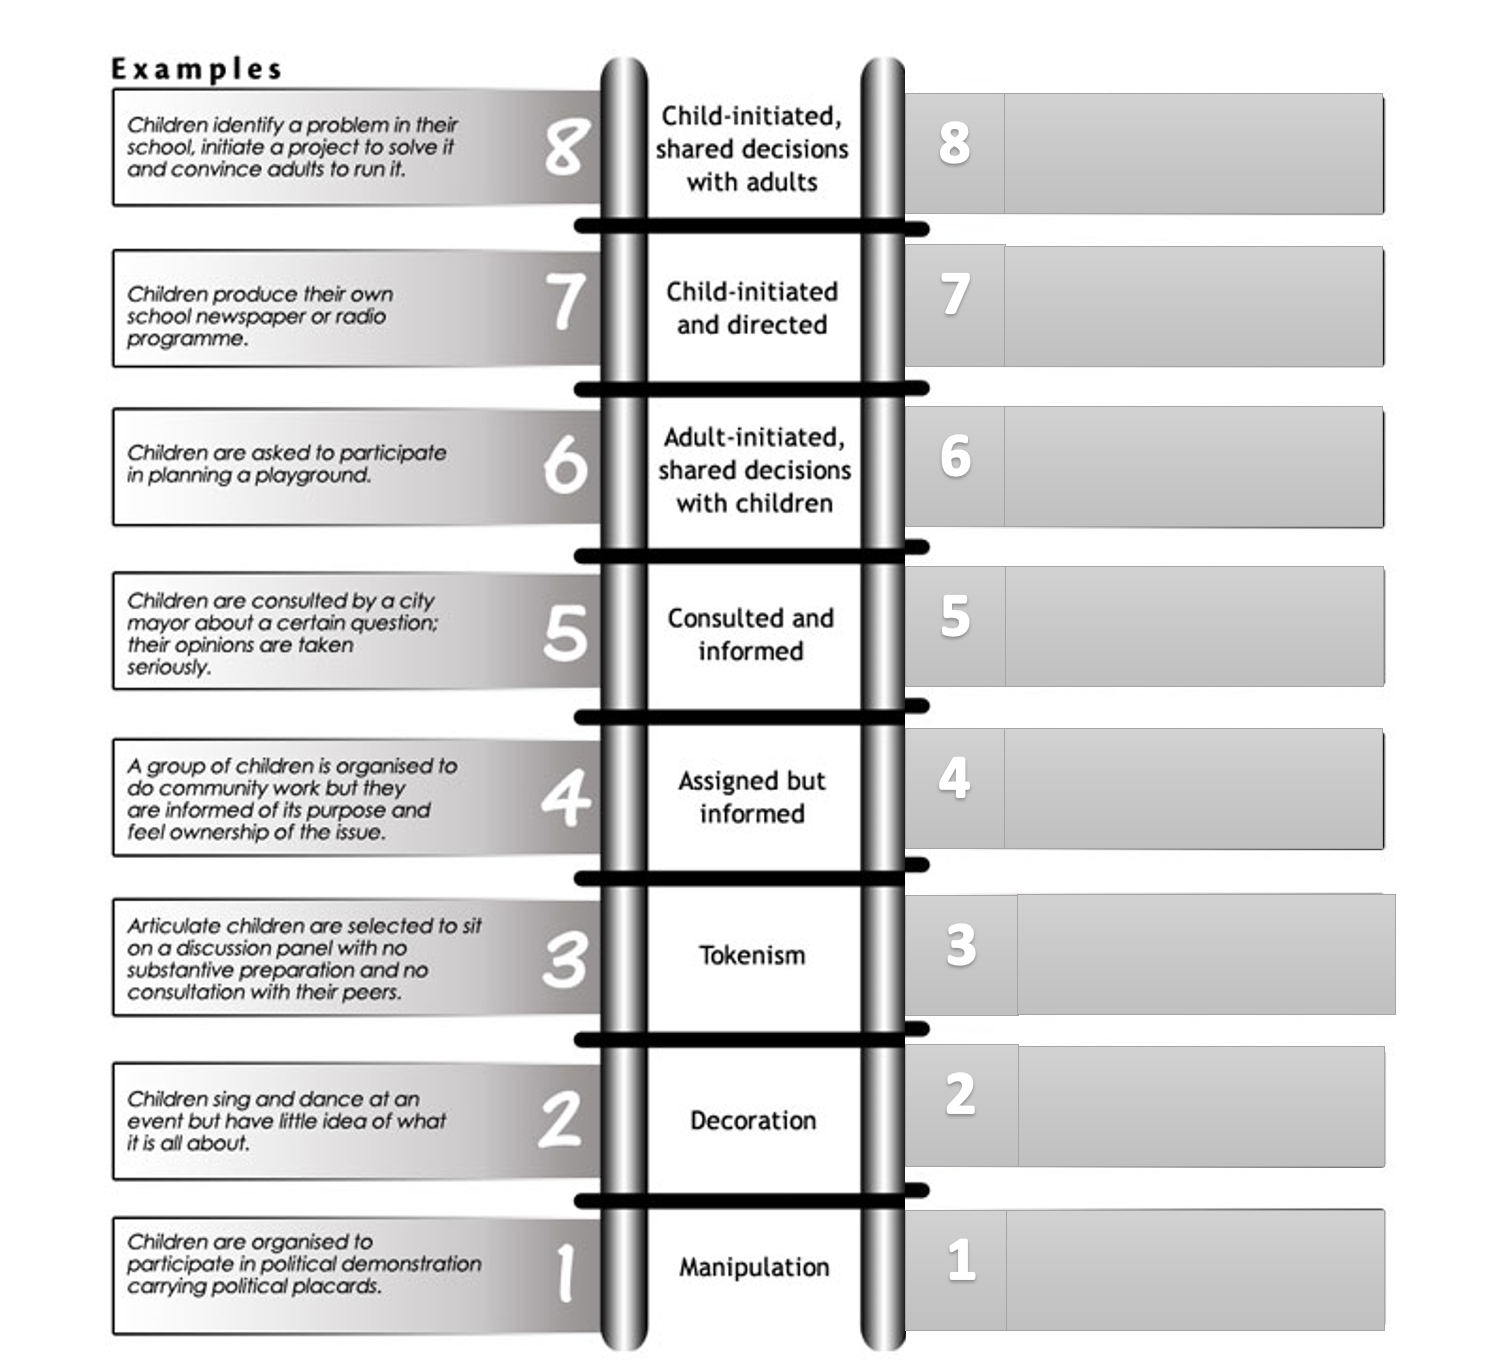 Examples
Children identify a problem in their
school, initiate a project to solve it
and convince adults to run it.
8
Child-initiated,
shared decisions
with adults
8
Children produce their own
school newspaper or radio
programme.
7
Child-initiated
and directed
7
Children are asked to participate
in planning a playground.
6
Adult-initiated,
shared decisions
with children
6
Children are consulted by a city
mayor about a certain question;
their opinions are taken
seriously.
5
Consulted and
informed
5
A group of children is organised to
do community work but they
are informed of its purpose and
feel ownership of the issue.
4
Assigned but
informed
4
Articulate children are selected to sit
on a discussion panel with no
substantive preparation and no
consultation with their peers.
3
Tokenism
3
Children sing and dance at an
event but have little idea of what
it is all about.
2
Decoration
2
Children are organised to
participate in political demonstration
carrying political placards.
1
Manipulation
1